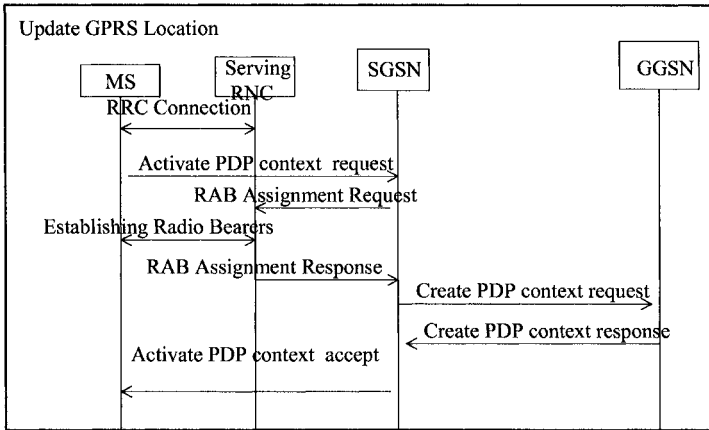 Update GPRS Location
MS
Serving
RNC
SGSN
GGSN
RRC Connection
Activate PDP context request
RAB Assignment Request
Establishing Radio Bearers
RAB Assignment Response
Create PDP context request
Create PDP context response
Activate PDP context accept